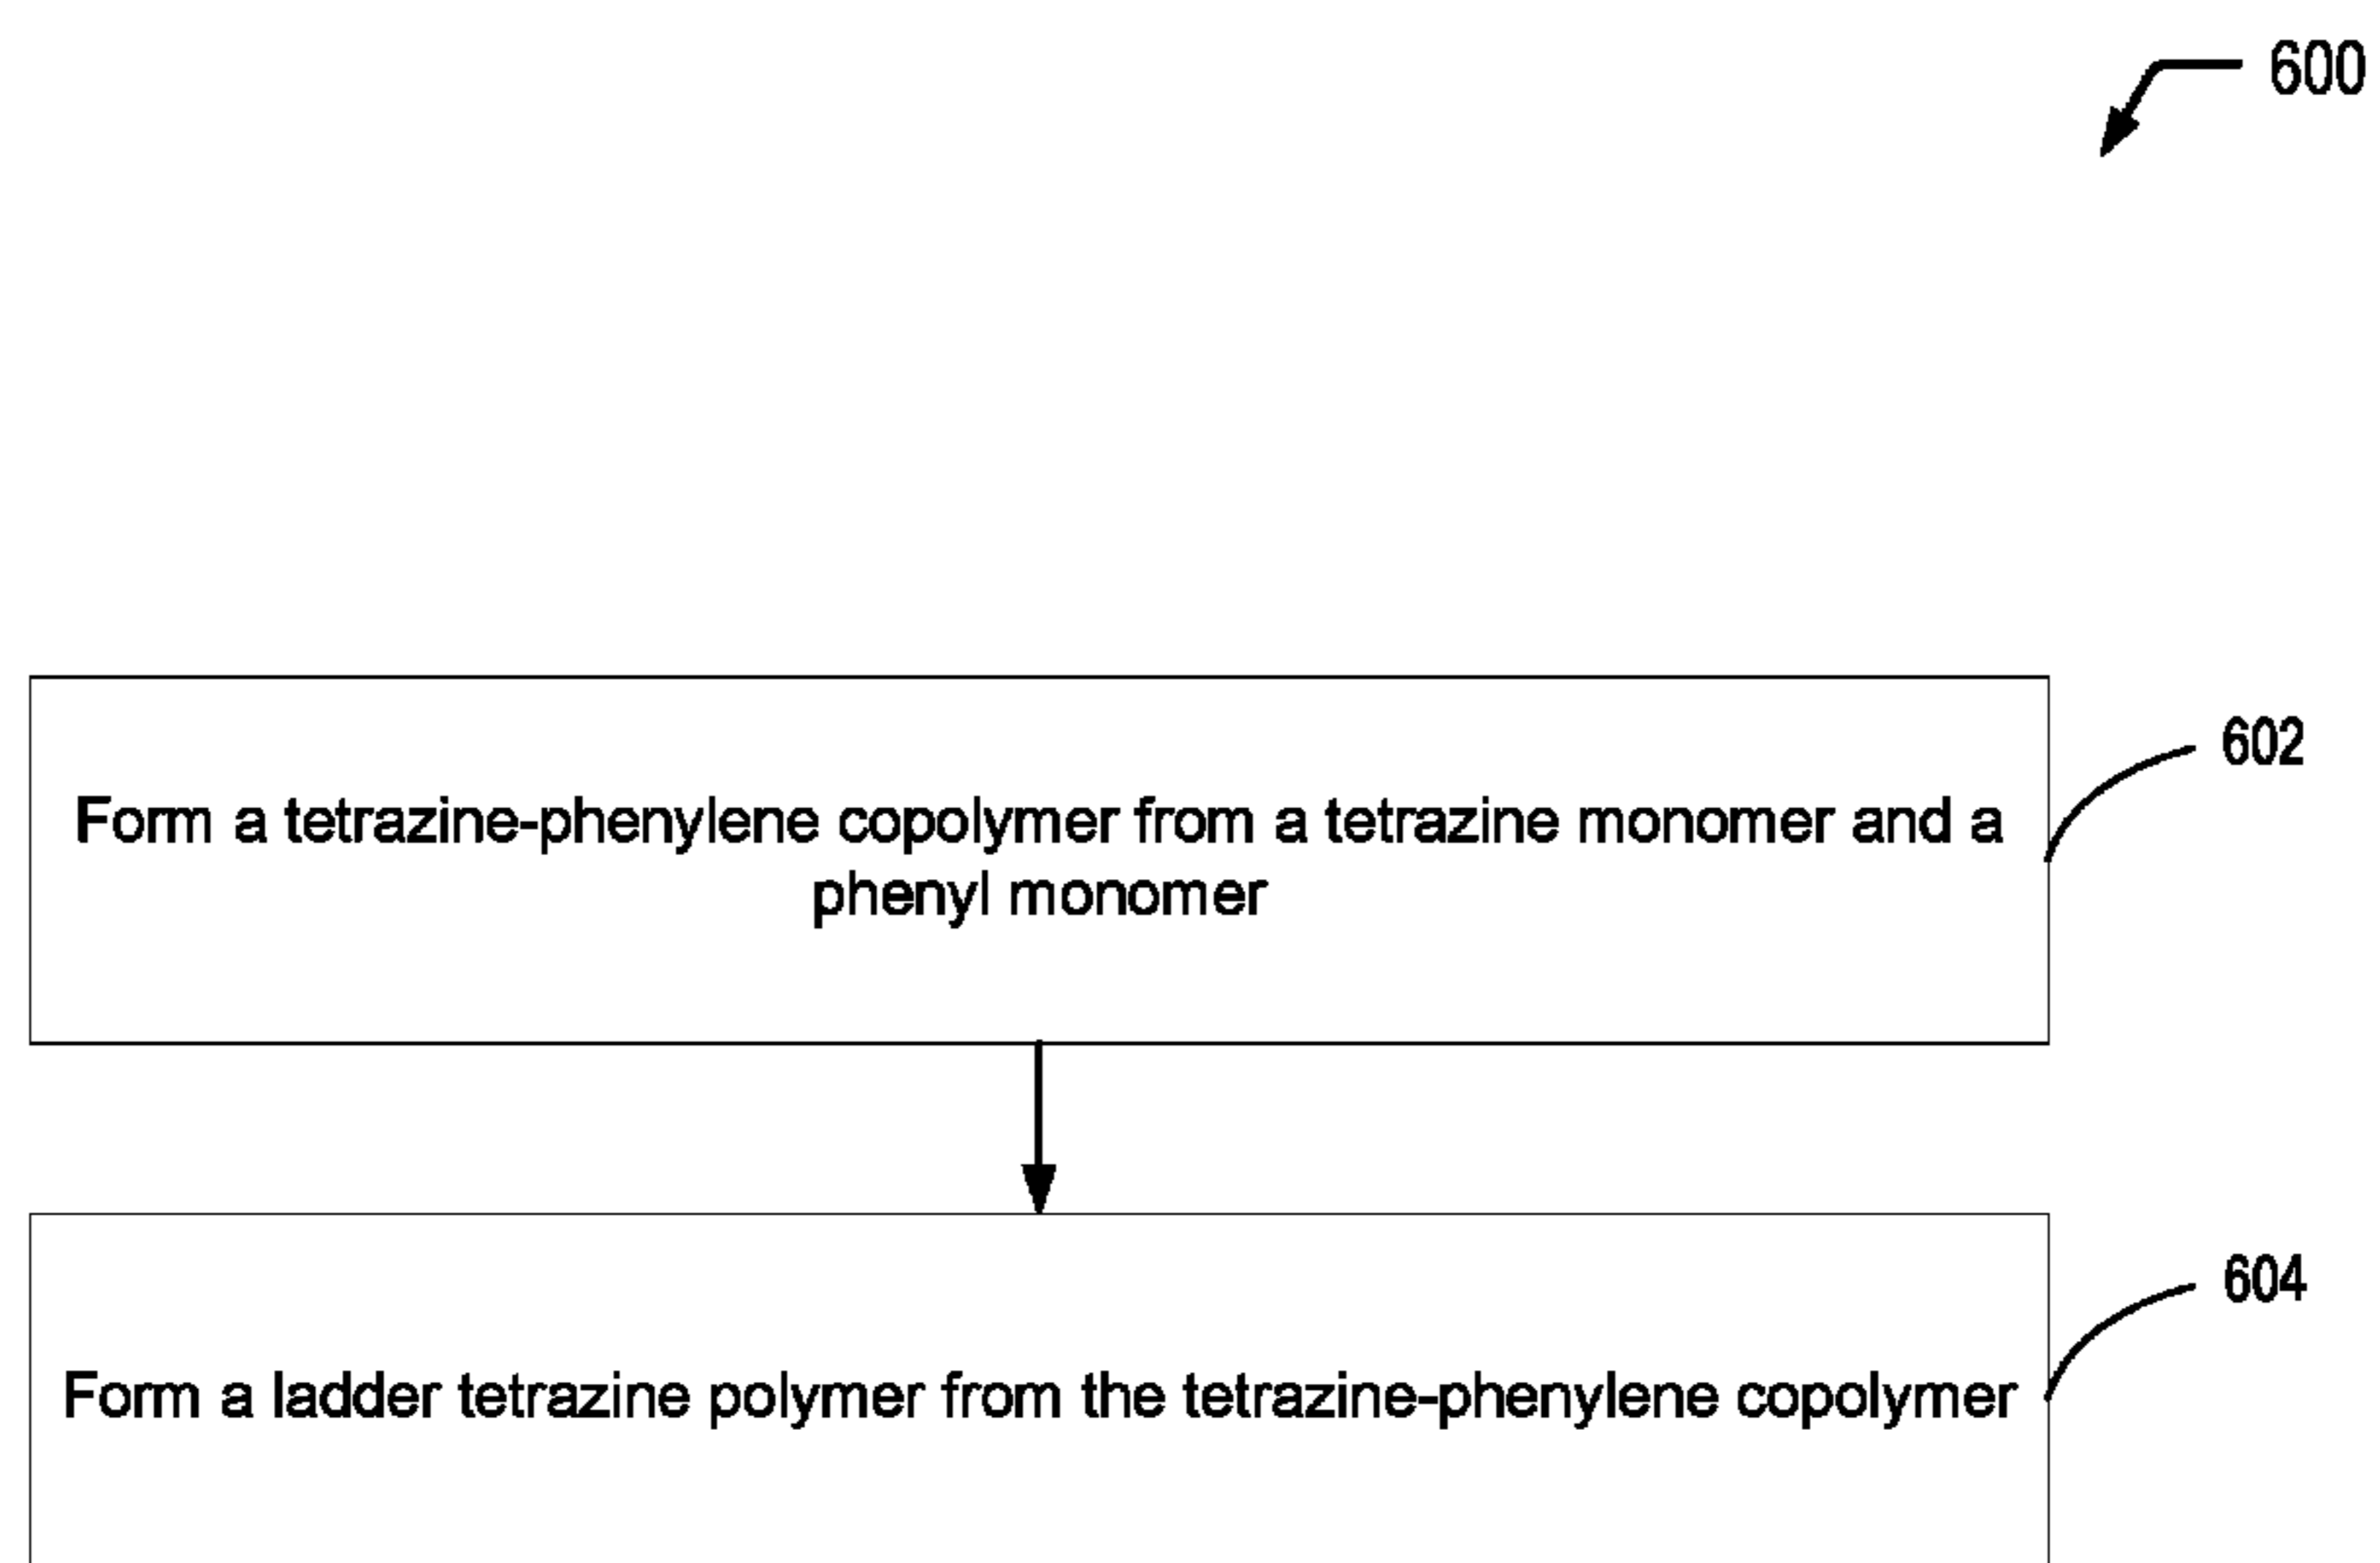 600
602
Form a tetrazine-phenylene copolymer from a tetrazine monomer and a
phenyl monomer
604
Form a ladder tetrazine polymer from the tetrazine-phenylene copolymer